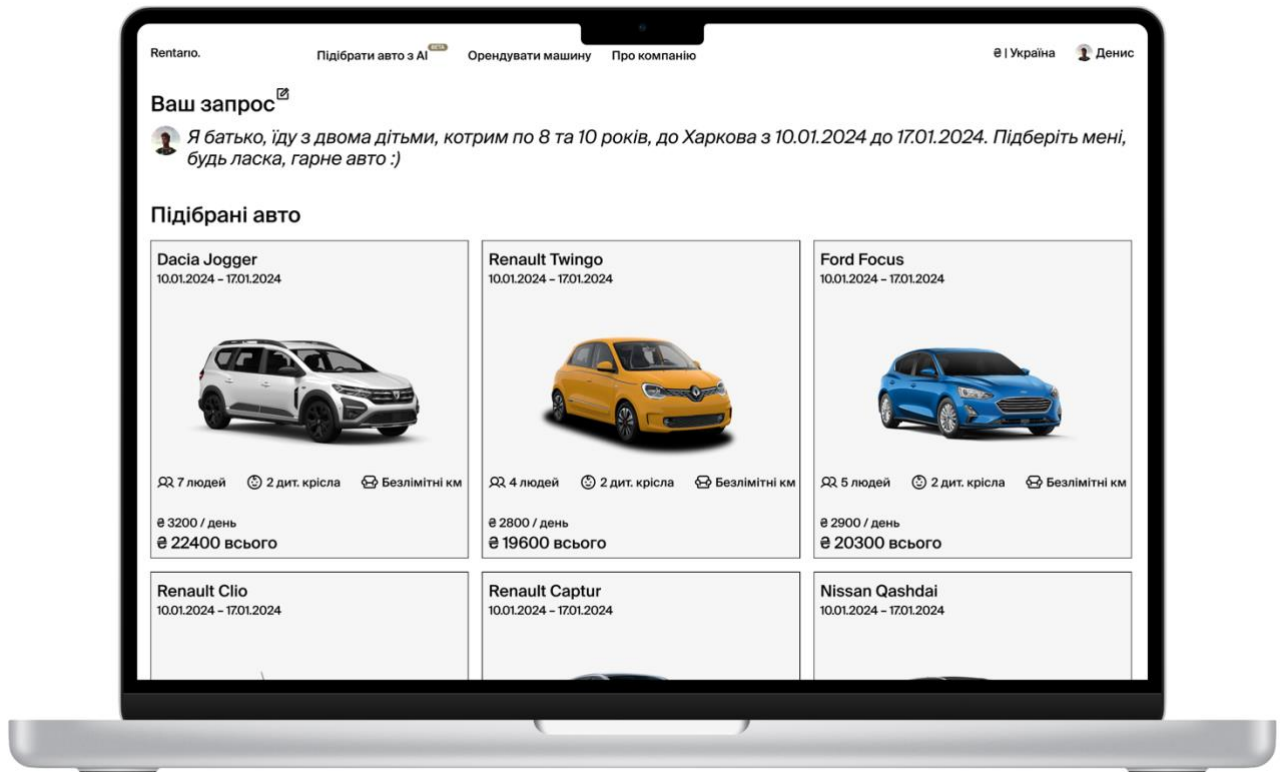 Rentario.
Підібрати авто з AI BETA
Орендувати машину
Про компанію
₴ | Україна
Денис
Ваш запрос
Я батько, їду з двома дітьми, котрим по 8 та 10 років, до Харкова з 10.01.2024 до 17.01.2024. Підберіть мені,
будь ласка, гарне авто :)
Підібрані авто
Dacia Jogger
10.01.2024 – 17.01.2024
7 людей
2 дит. крісла
Безлімітні км
₴ 3200 / день
₴ 22400 всього
Renault Twingo
10.01.2024 – 17.01.2024
4 людей
2 дит. крісла
Безлімітні км
₴ 2800 / день
₴ 19600 всього
Ford Focus
10.01.2024 – 17.01.2024
5 людей
2 дит. крісла
Безлімітні км
₴ 2900 / день
₴ 20300 всього
Renault Clio
10.01.2024 – 17.01.2024
Renault Captur
10.01.2024 – 17.01.2024
Nissan Qashdai
10.01.2024 – 17.01.2024